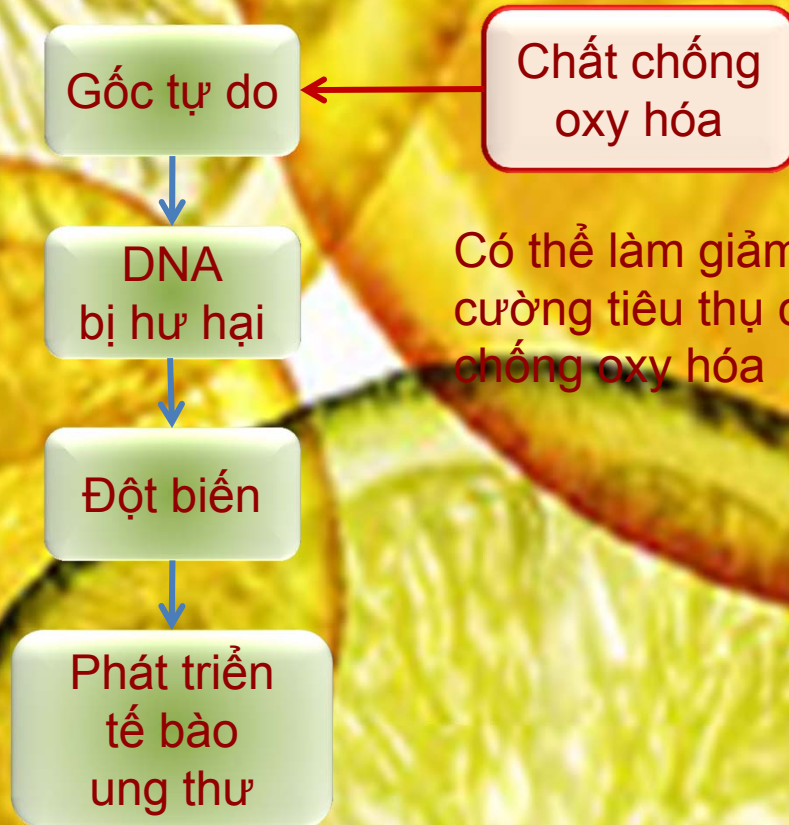 Gốc tự do
Chất chống
oxy hóa
DNA
bị hư hại
Có thể làm giảm
cường tiêu thụ
chống oxy hóa
Đột biến
Phát triển
tế bào
ung thư